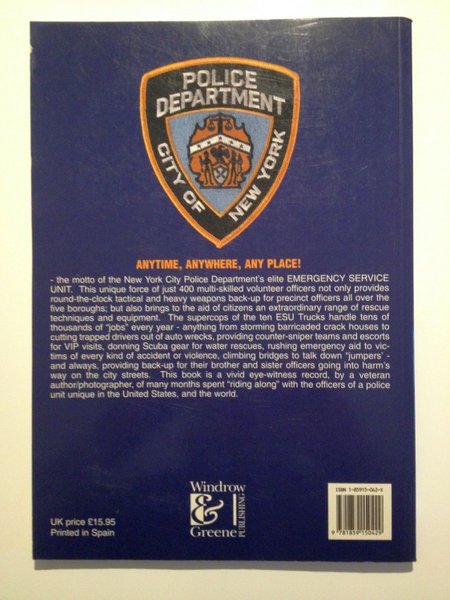 POLICE
DEPARTMENT
CITY OF NEW YORK
ANYTIME, ANYWHERE, ANY PLACE!
- the motto of the New York City Police Department's elite EMERGENCY SERVICE
UNIT. This unique force of just 400 multi-skilled volunteer officers not only provides
round-the-clock tactical and heavy weapons back-up for precinct officers all over the
five boroughs; but also brings to the aid of citizens an extraordinary range of rescue
techniques and equipment. The supercops of the ten ESU Trucks handle tens of
thousands of "jobs" every year - anything from storming barricaded crack houses to
cutting trapped drivers out of auto wrecks, providing counter-sniper teams and escorts
for VIP visits, donning Scuba gear for water rescues, rushing emergency aid to vic-
tims of every kind of accident or violence, climbing bridges to talk down "jumpers" -
and always, providing back-up for their brother and sister officers going into harm's
way on the city streets. This book is a vivid eye-witness record, by a veteran
author/photographer, of many months spent "riding along" with the officers of a police
unit unique in the United States, and the world.
Windrow
&
Greene
PUBLISHING
UK price £15.95
Printed in Spain
ISBN 1-85915-042-X
9 781859 150429